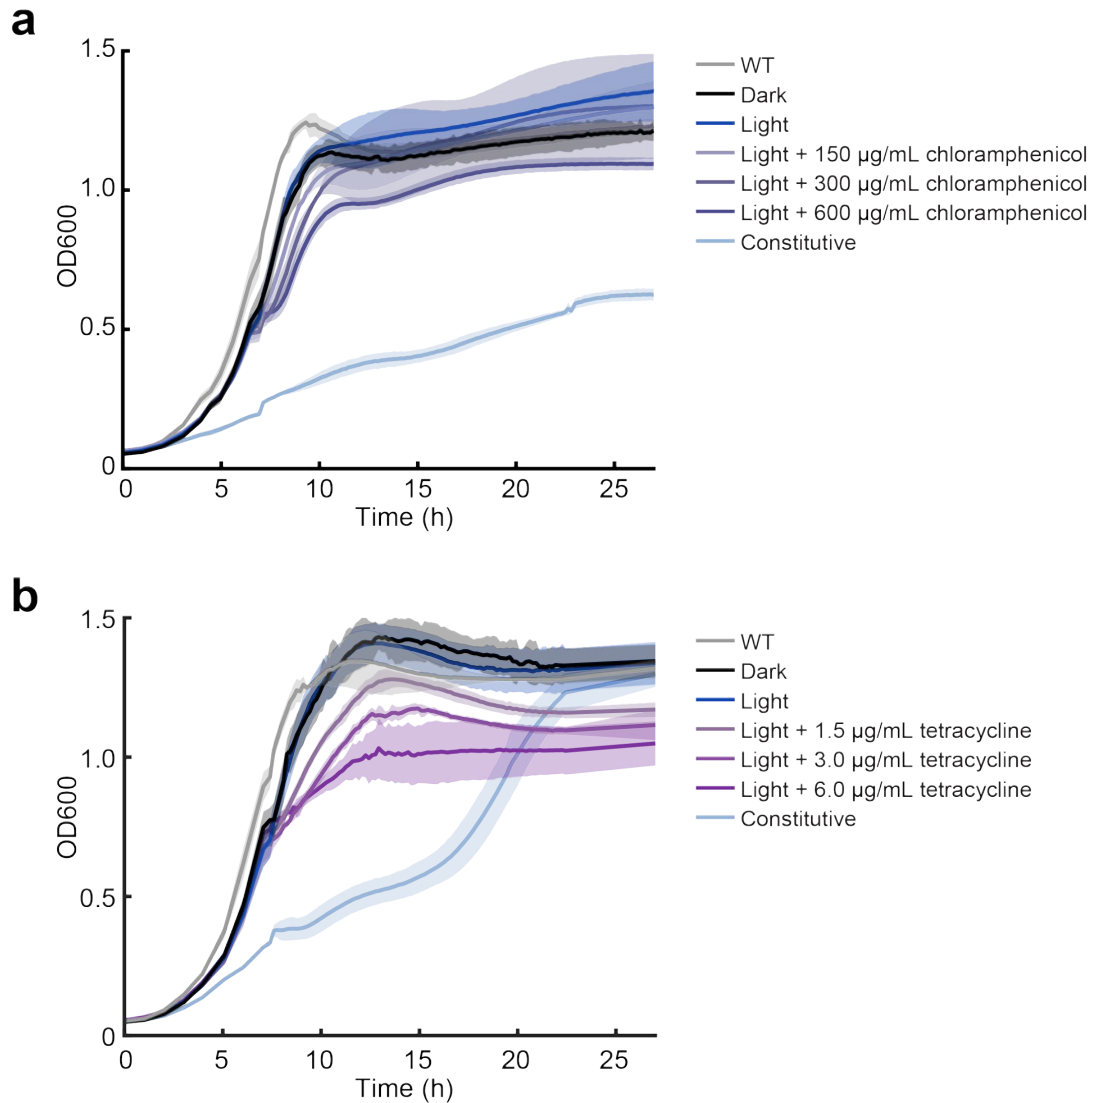 a
1.5
1.0
0.5
0
OD600
0 5 10 15 20 25
Time (h)
WT
Dark
Light
Light + 150 µg/mL chloramphenicol
Light + 300 µg/mL chloramphenicol
Light + 600 µg/mL chloramphenicol
Constitutive
b
1.5
1.0
0.5
0
OD600
0 5 10 15 20 25
Time (h)
WT
Dark
Light
Light + 1.5 µg/mL tetracycline
Light + 3.0 µg/mL tetracycline
Light + 6.0 µg/mL tetracycline
Constitutive